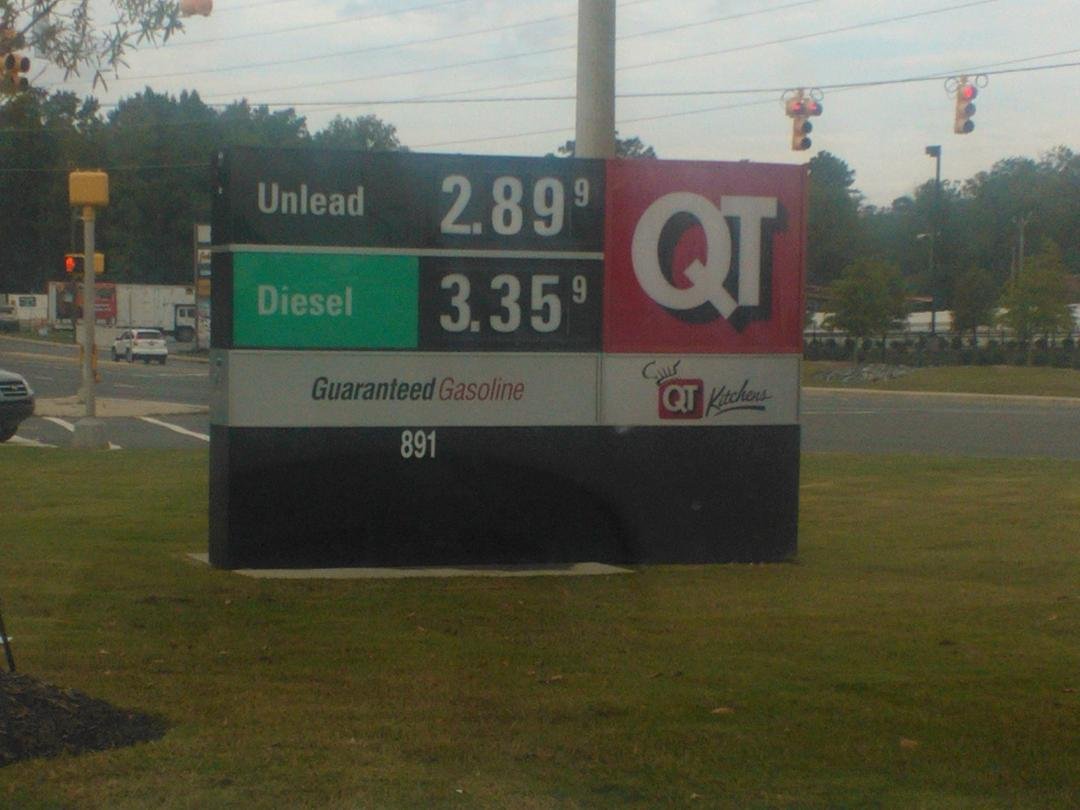 Unlead 2.89 9
QT
Diesel 3.35 9
Guaranteed Gasoline
QT Kitchens
891